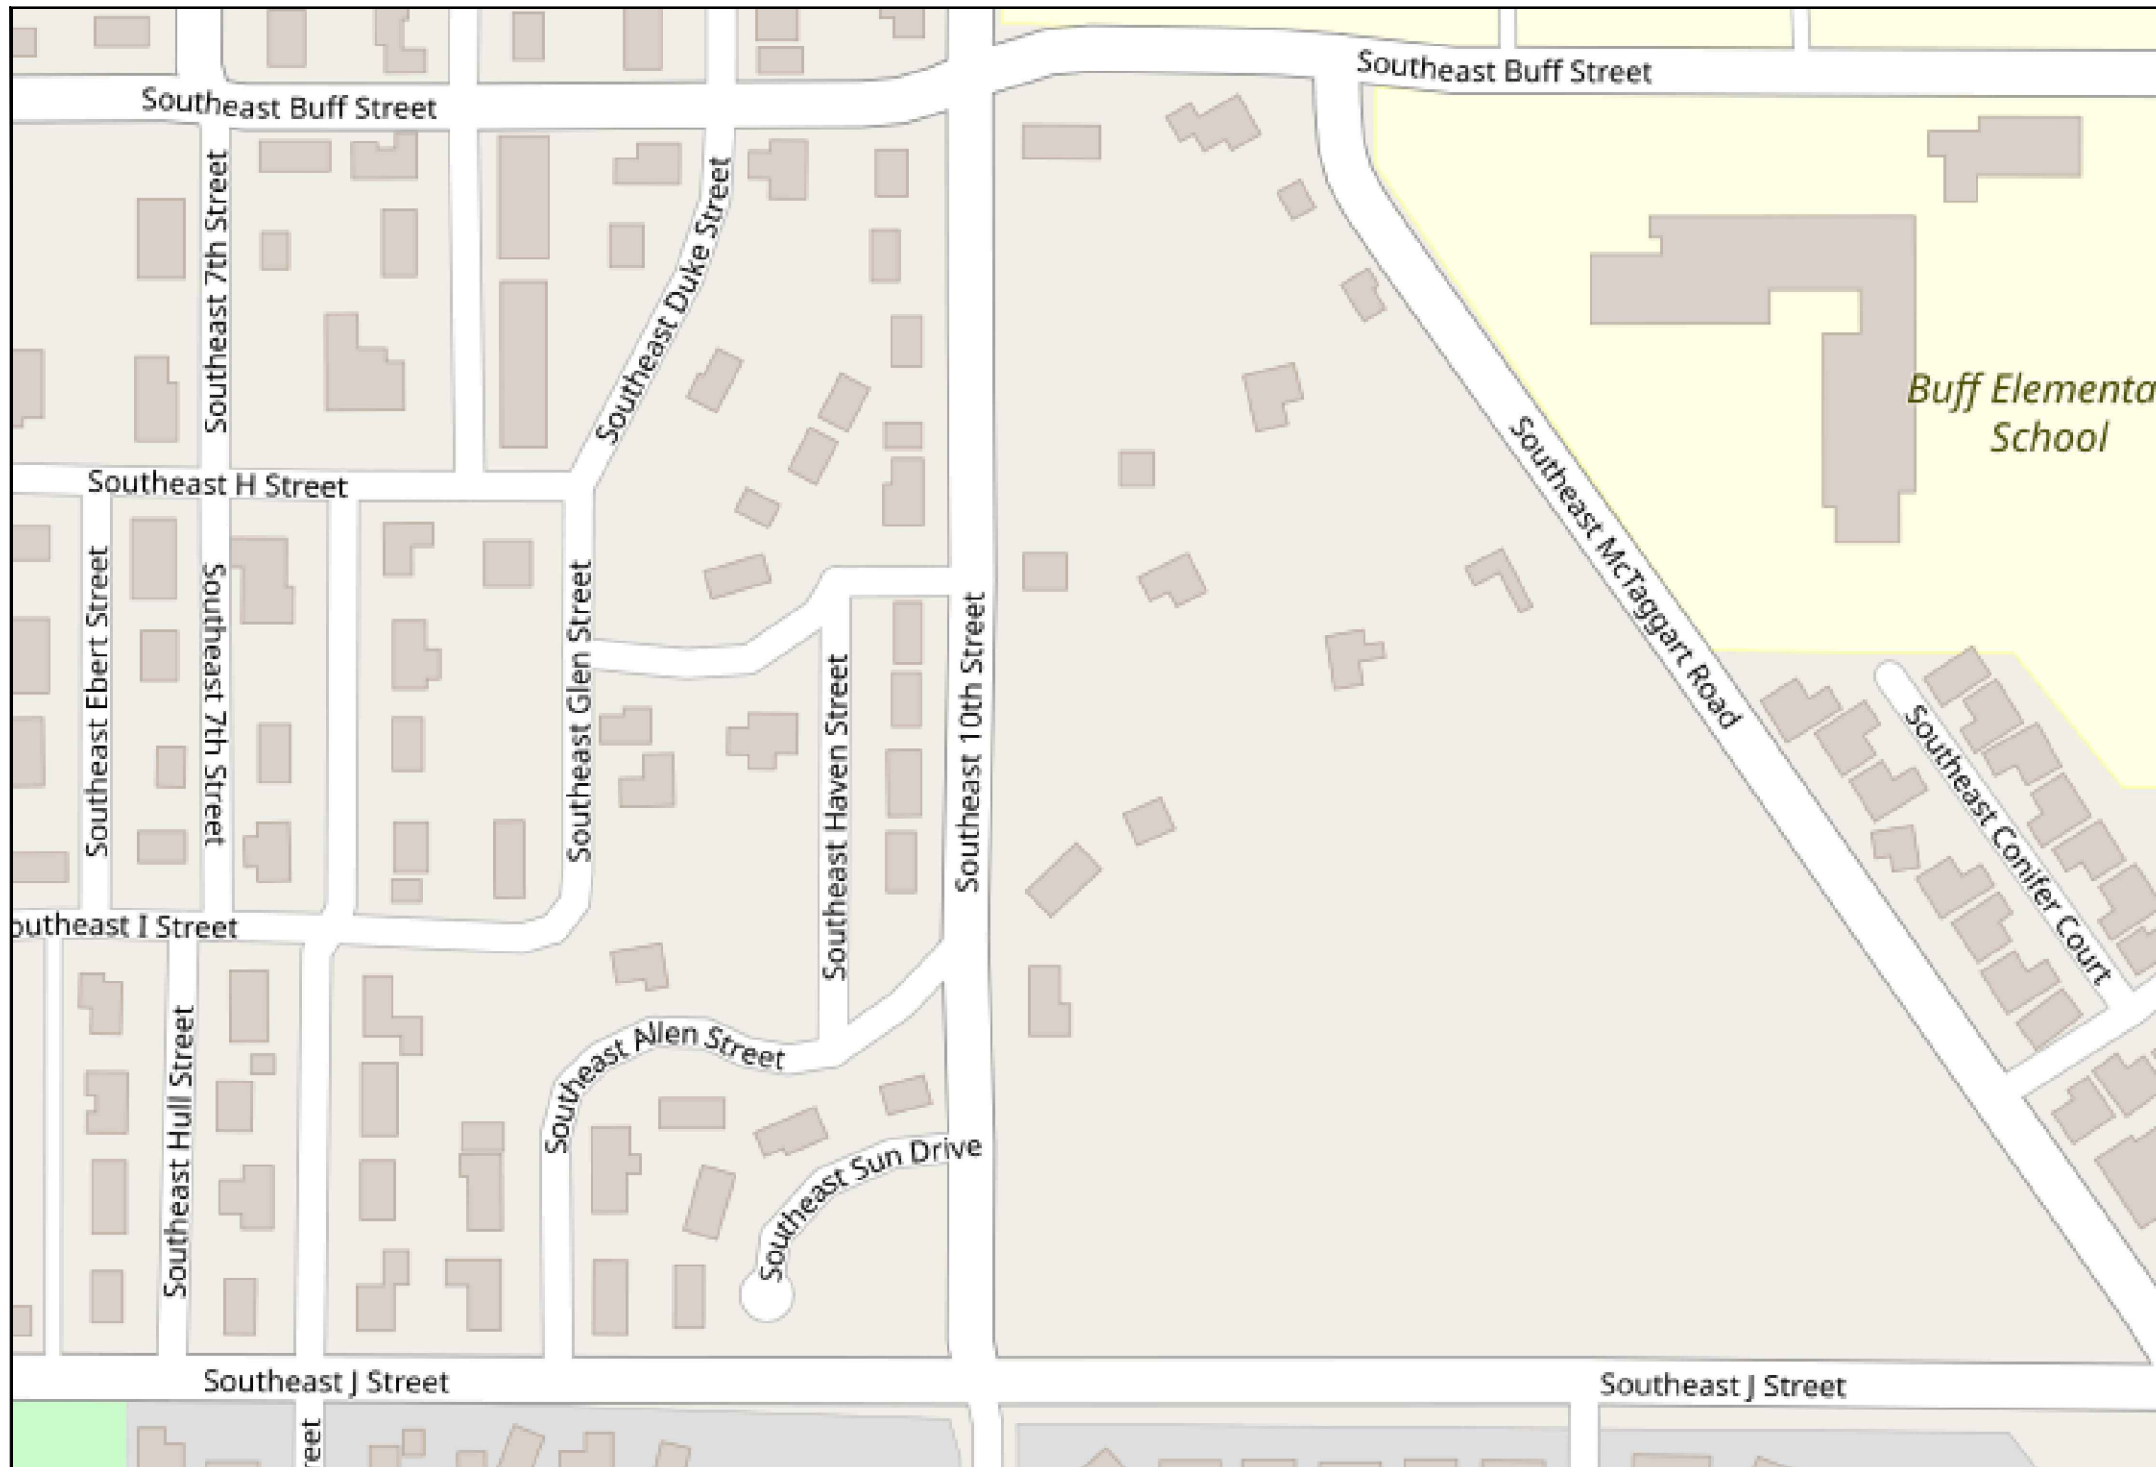 Southeast Buff Street
Southeast Buff Street
Southeast 7th Street
Southeast Duke Street
Buff Elementa
School
Southeast H Street
Southeast McTaggart Road
Southeast Ebert Street
Southeast 7th Street
Southeast Glen Street
Southeast Haven Street
Southeast 10th Street
Southeast Conifer Court
outheast I Street
Southeast Hull Street
Southeast Allen Street
Southeast Sun Drive
Southeast J Street
Southeast J Street
reet